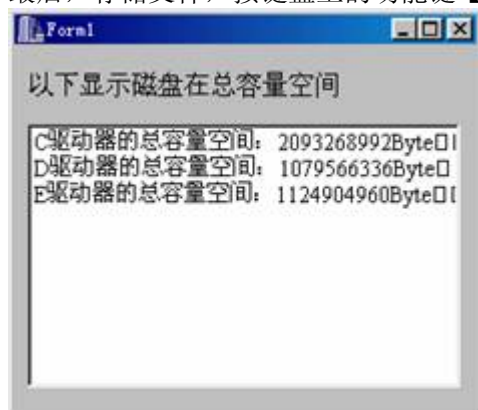 Form1
以下显示磁盘在总容量空间
C驱动器的总容量空间: 2093268992Byte
D驱动器的总容量空间: 1079566336Byte
E驱动器的总容量空间: 1124904960Byte